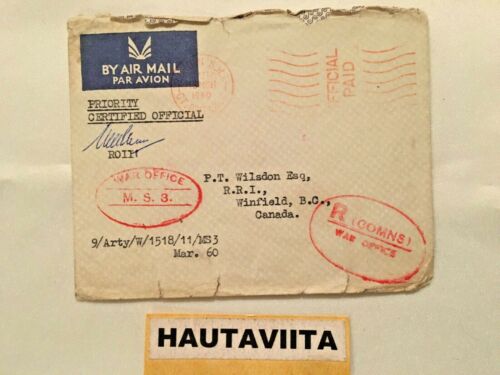 BY AIR MAIL
PAR AVION
OFFICIAL
PAID
PRIORITY
CERTIFIED OFFICIAL
WAR OFFICE
M. S. 3.
P.T. Wilsdon Esq,
R.R.I.,
Winfield, B.C.,
Canada.
R (COMNS)
WAR OFFICE
9/Arty/W/1518/11/MS3
Mar. 60
HAUTAVIITA